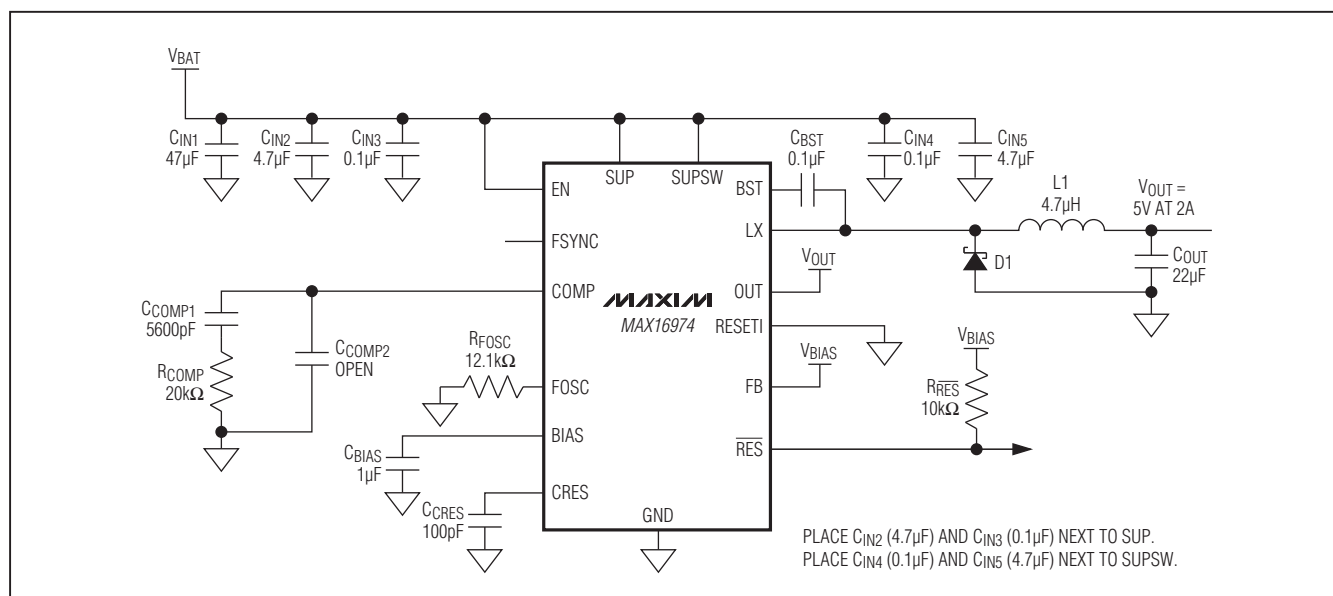 VBAT
CIN1
47µF
CIN2
4.7µF
CIN3
0.1µF
CBST
0.1µF
CIN4
0.1µF
CIN5
4.7µF
SUP
SUPSW
EN
BST
L1
4.7µH
VOUT =
5V AT 2A
FSYNC
LX
D1
COUT
22µF
VOUT
COMP
MAXIM
MAX16974
OUT
CCOMP1
5600pF
RCOMP
20kΩ
CCOMP2
OPEN
RESETI
RFOSC
12.1kΩ
FOSC
VBIAS
FB
VBIAS
RRES
10kΩ
BIAS
CBIAS
1µF
RES
CRES
CCRES
100pF
GND
PLACE CIN2 (4.7µF) AND CIN3 (0.1µF) NEXT TO SUP.
PLACE CIN4 (0.1µF) AND CIN5 (4.7µF) NEXT TO SUPSW.